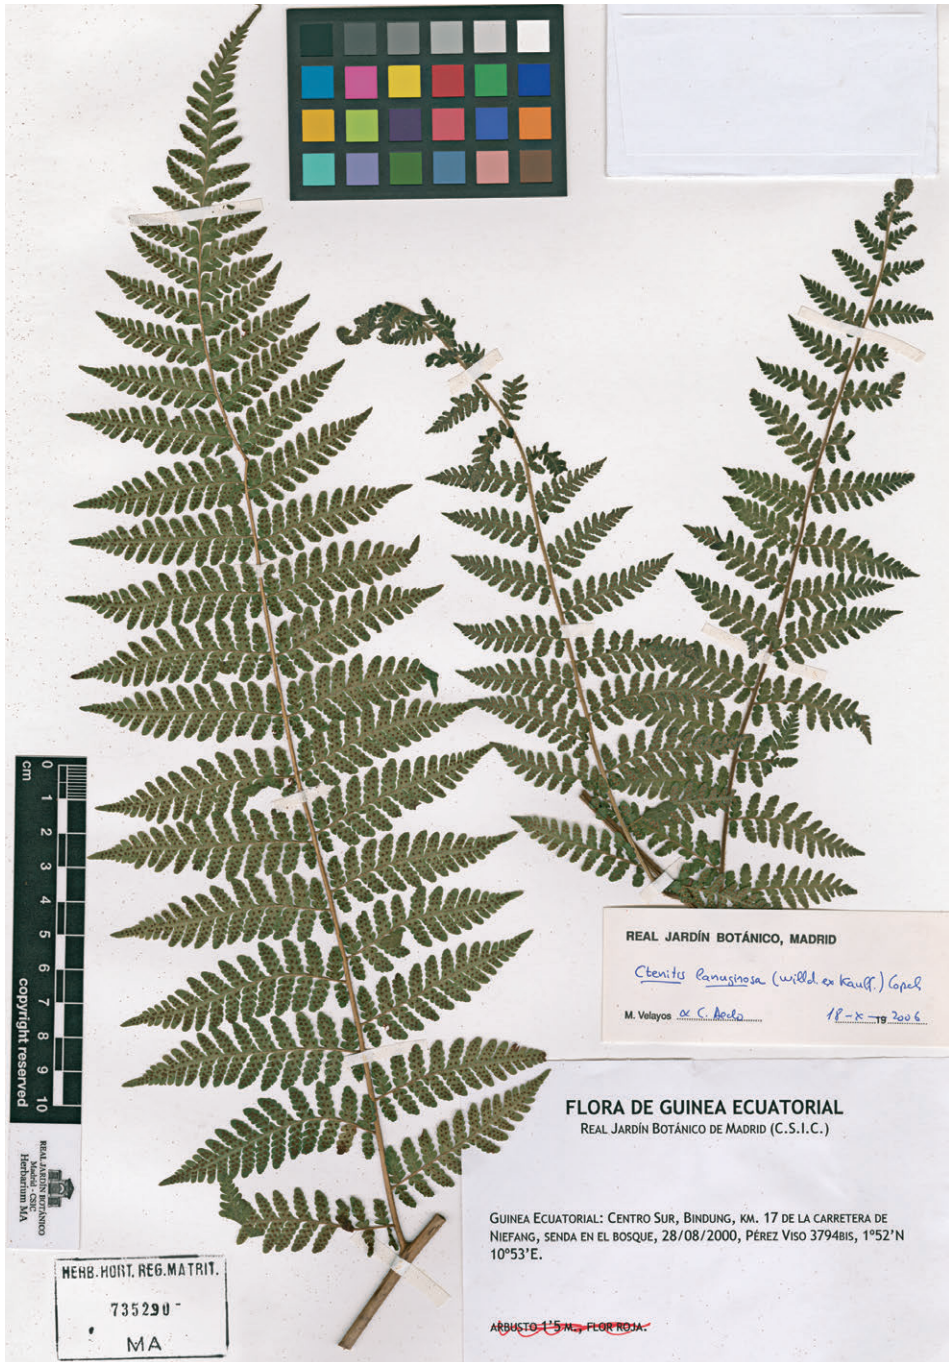 cm
0
1
2
3
4
5
6
7
8
9
10
copyright reserved
REAL JARDÍN BOTÁNICO
Madrid - CSIC
Herbarium MA
HERB. HORT. REG. MATRIT.
735290
MA
REAL JARDÍN BOTÁNICO, MADRID
Ctenitis lanuginosa (Willd. ex Kaulf.) Copel
M. Velayos & C. Aedo 18-X-19 2006
FLORA DE GUINEA ECUATORIAL
REAL JARDÍN BOTÁNICO DE MADRID (C.S.I.C.)
GUINEA ECUATORIAL: CENTRO SUR, BINDUNG, KM. 17 DE LA CARRETERA DE
NIEFANG, SENDA EN EL BOSQUE, 28/08/2000, PÉREZ VISO 3794BIS, 1°52'N
10°53'E.
ARBUSTO 1'5 M., FLOR ROJA.